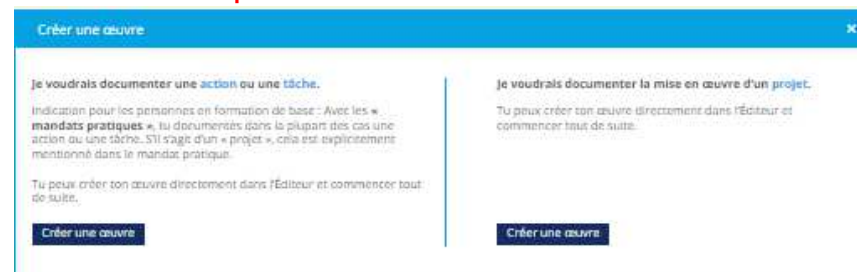 Créer une œuvre
×
Je voudrais documenter une action ou une tâche.
Indication pour les personnes en formation de base : Avec les «
mandats pratiques », tu documentes dans la plupart des cas une
action ou une tâche. S'il s'agit d'un « projet », cela est explicitement
mentionné dans le mandat pratique.
Tu peux créer ton œuvre directement dans l'Éditeur et commencer tout
de suite.
Créer une œuvre
Je voudrais documenter la mise en œuvre d'un projet.
Tu peux créer ton œuvre directement dans l'Éditeur et
commencer tout de suite.
Créer une œuvre